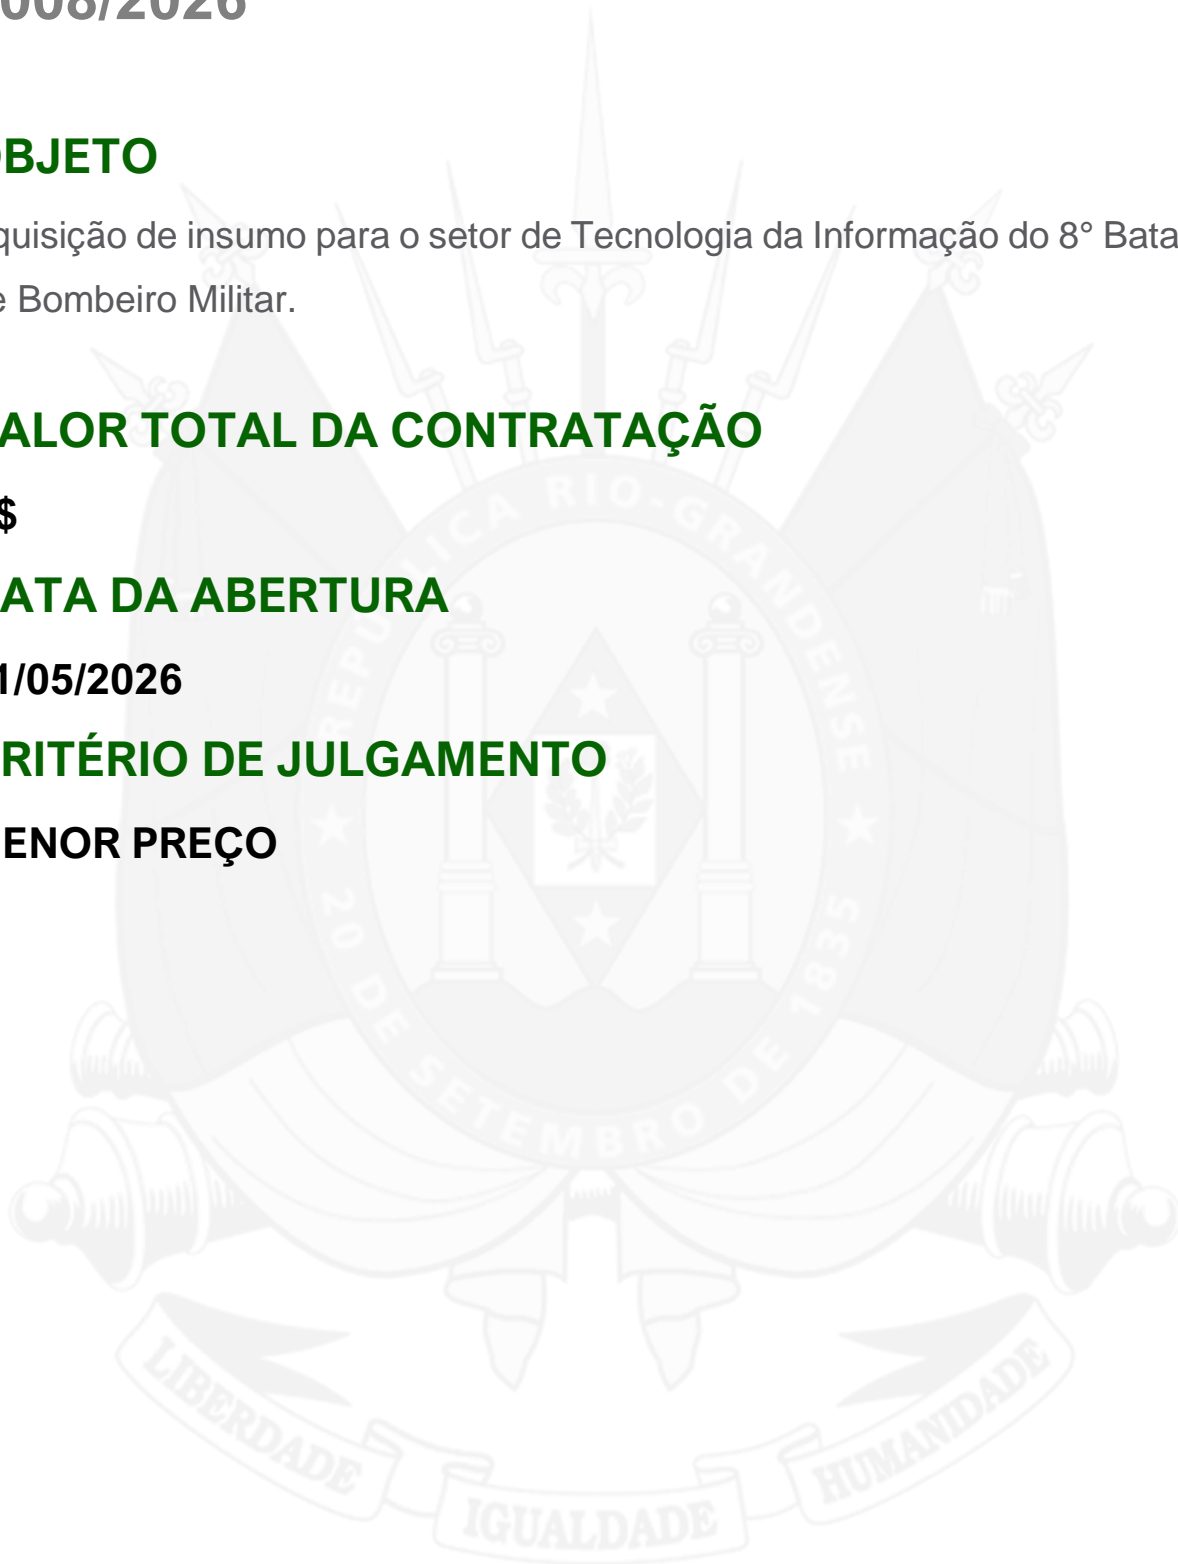 008/2026
OBJETO
quisição de insumo para o setor de Tecnologia da Informação do 8° Bata
e Bombeiro Militar.
ALOR TOTAL DA CONTRATAÇÃO
$
ATA DA ABERTURA
1/05/2026
RITÉRIO DE JULGAMENTO
ENOR PREÇO
REPÚBLICA RIO-GRANDENSE
20 DE SETEMBRO DE 1835
LIBERDADE
IGUALDADE
HUMANIDADE